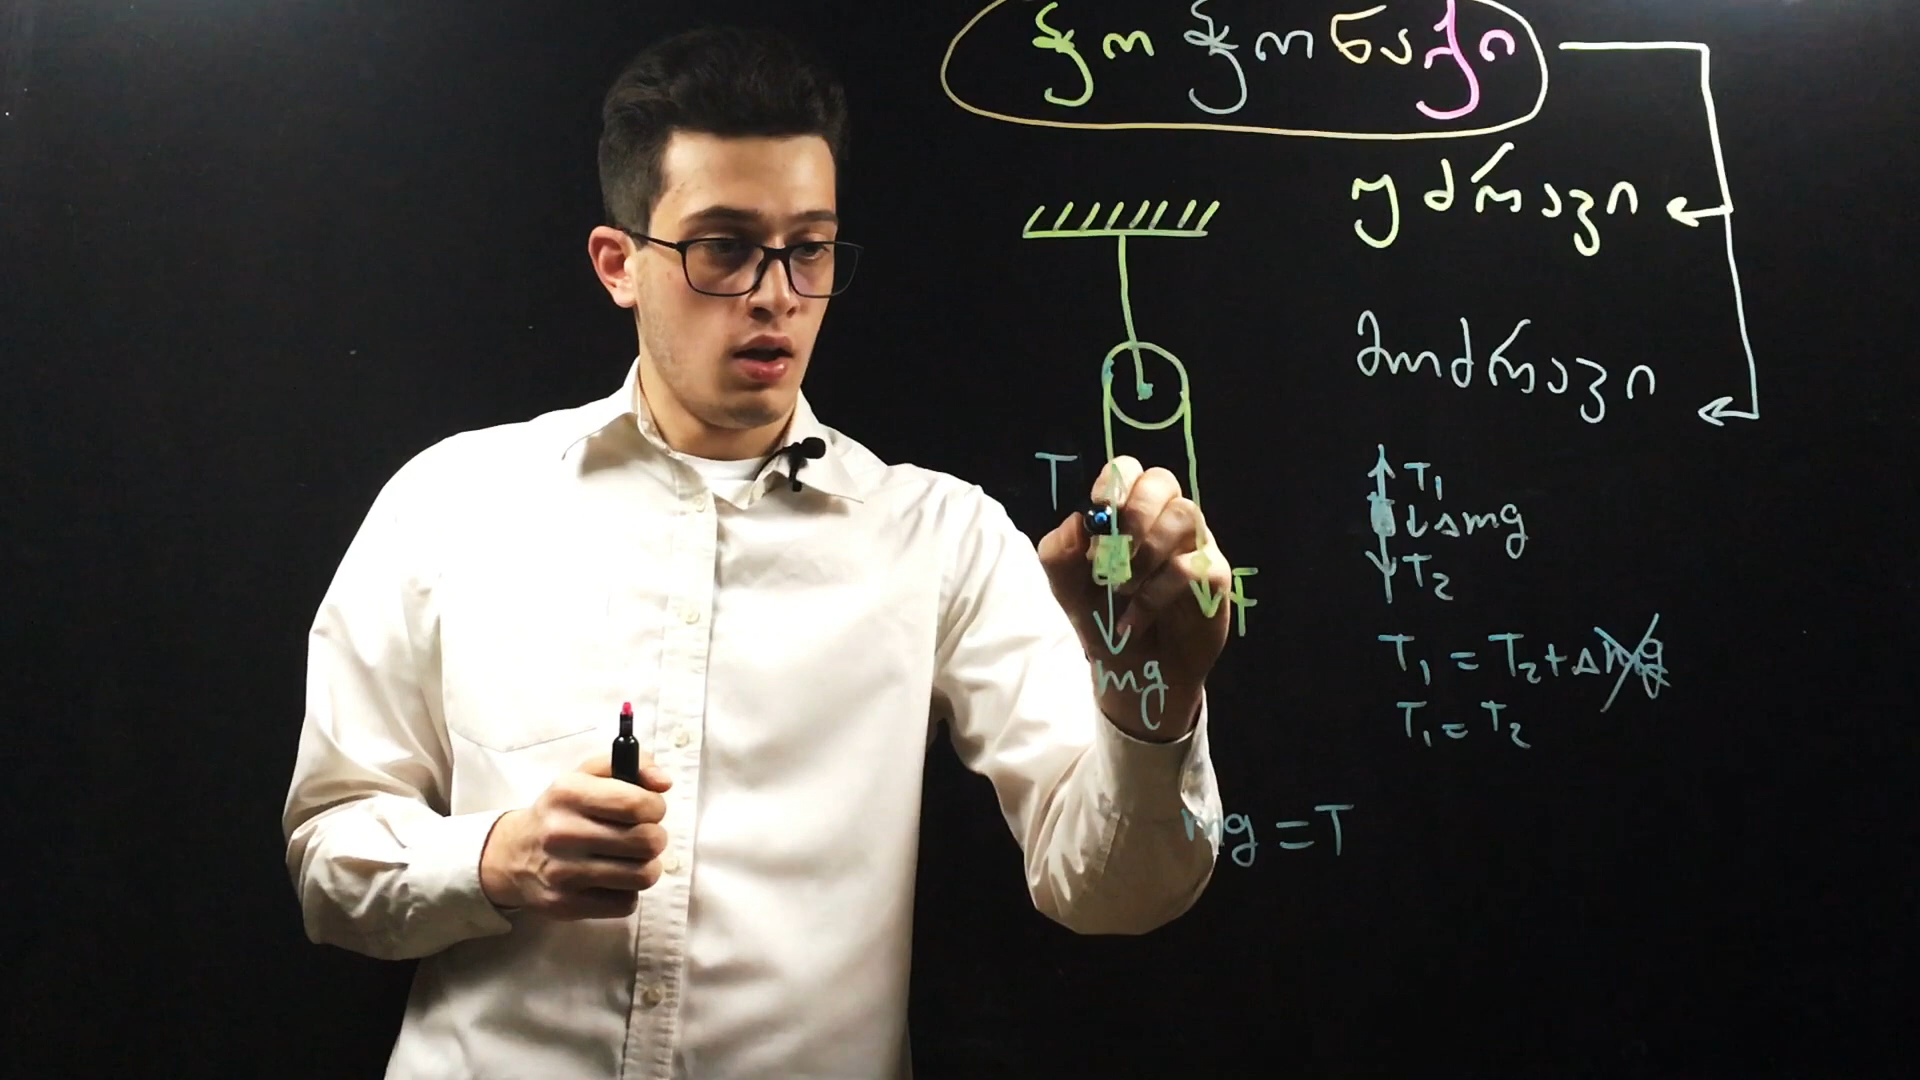 ჭოჭონაქი
უძრავი
მოძრავი
T
T₁
Δmg
T₂
F
T₁ = T₂ + Δmg
mg
T₁ = T₂
mg = T